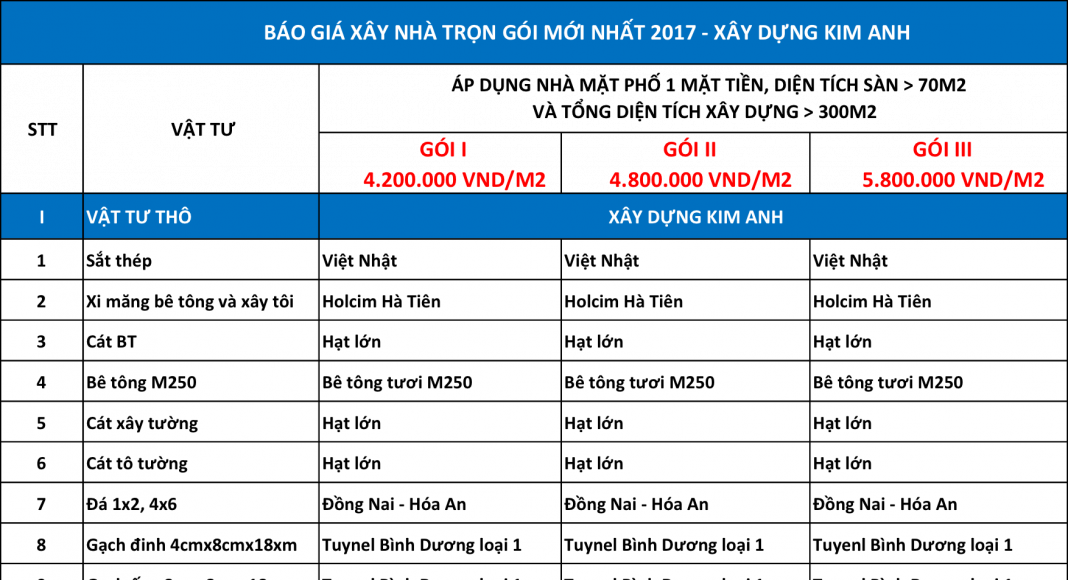 BÁO GIÁ XÂY NHÀ TRỌN GÓI MỚI NHẤT 2017 - XÂY DỰNG KIM ANH
STT
VẬT TƯ
ÁP DỤNG NHÀ MẶT PHỐ 1 MẶT TIỀN, DIỆN TÍCH SÀN > 70M2
VÀ TỔNG DIỆN TÍCH XÂY DỰNG > 300M2
GÓI I GÓI II GÓI III
4.200.000 VND/M2 4.800.000 VND/M2 5.800.000 VND/M2
I VẬT TƯ THÔ XÂY DỰNG KIM ANH
1 Sắt thép Việt Nhật Việt Nhật Việt Nhật
2 Xi măng bê tông và xây tôi Holcim Hà Tiên Holcim Hà Tiên Holcim Hà Tiên
3 Cát BT Hạt lớn Hạt lớn Hạt lớn
4 Bê tông M250 Bê tông tươi M250 Bê tông tươi M250 Bê tông tươi M250
5 Cát xây tường Hạt lớn Hạt lớn Hạt lớn
6 Cát tô tường Hạt lớn Hạt lớn Hạt lớn
7 Đá 1x2, 4x6 Đồng Nai - Hóa An Đồng Nai - Hóa An Đồng Nai - Hóa An
8 Gạch đinh 4cmx8cmx18xm Tuynel Bình Dương loại 1 Tuynel Bình Dương loại 1 Tuyenl Bình Dương loại 1